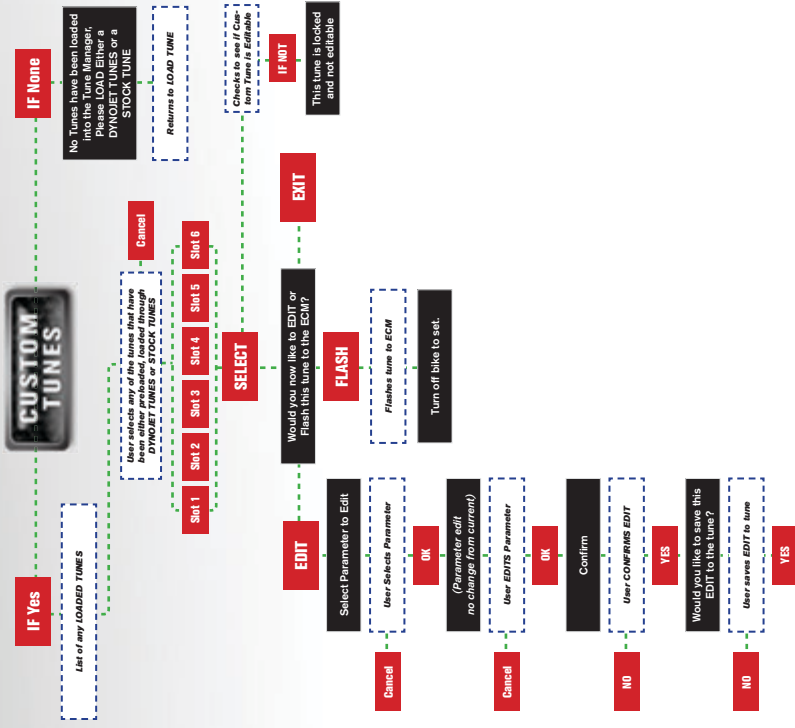 CUSTOM
TUNES
IF Yes
List of any LOADED TUNES
IF None
No Tunes have been loaded
into the Tune Manager,
Please LOAD Either a
DYNOJET TUNES or a
STOCK TUNE
Returns to LOAD TUNE
User selects any of the tunes that have
been either preloaded, loaded through
DYNOJET TUNES or STOCK TUNES
Cancel
Slot 1
Slot 2
Slot 3
Slot 4
Slot 5
Slot 6
SELECT
Checks to see if Cus-
tom Tune is Editable
IF NOT
This tune is locked
and not editable
Would you now like to EDIT or
Flash this tune to the ECM?
EDIT
EXIT
FLASH
Flashes tune to ECM
Turn off bike to set.
Select Parameter to Edit
User Selects Parameter
Cancel
OK
(Parameter edit
no change from current)
User EDITS Parameter
Cancel
OK
Confirm
User CONFIRMS EDIT
NO
YES
Would you like to save this
EDIT to the tune?
User saves EDIT to tune
NO
YES